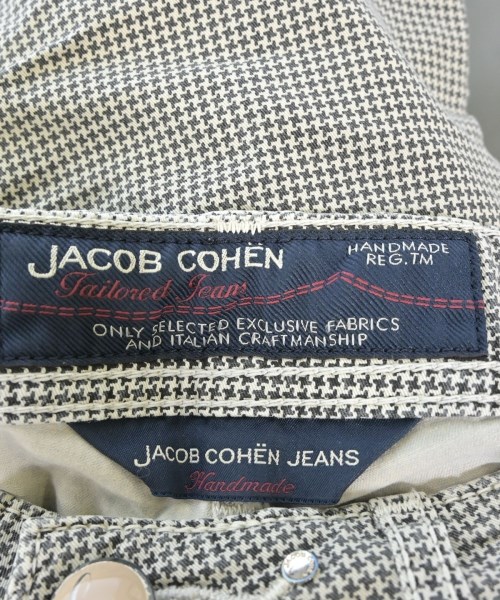 JACOB COHËN
HANDMADE
REG.TM
Tailored Jeans
ONLY SELECTED EXCLUSIVE FABRICS
AND ITALIAN CRAFTMANSHIP
JACOB COHËN JEANS
Handmade